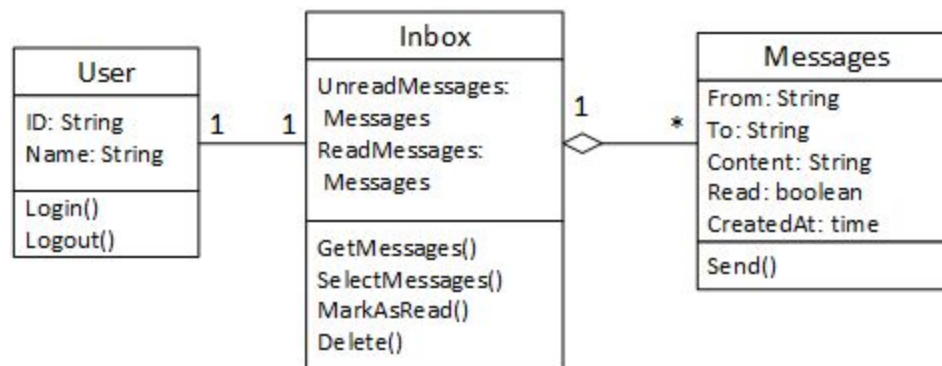 User
ID: String
Name: String
Login()
Logout()
1
1
Inbox
UnreadMessages:
Messages
ReadMessages:
Messages
GetMessages()
SelectMessages()
MarkAsRead()
Delete()
1
*
Messages
From: String
To: String
Content: String
Read: boolean
CreatedAt: time
Send()